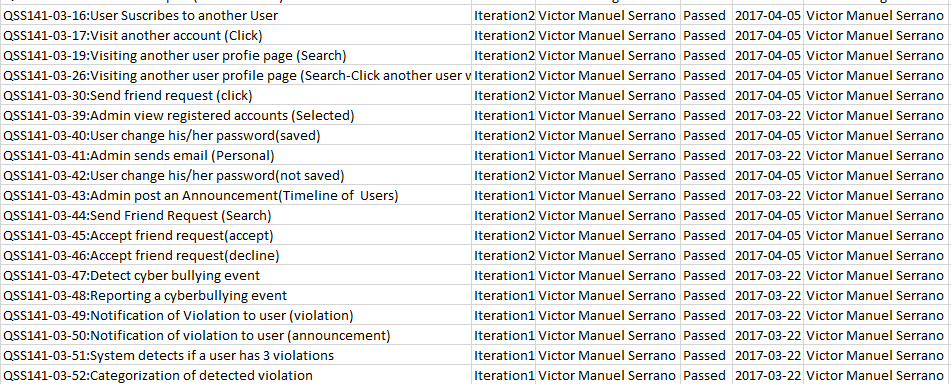 QSS141-03-16:User Suscribes to another User Iteration2 Victor Manuel Serrano Passed 2017-04-05 Victor Manuel Serrano
QSS141-03-17:Visit another account (Click) Iteration2 Victor Manuel Serrano Passed 2017-04-05 Victor Manuel Serrano
QSS141-03-19:Visiting another user profie page (Search) Iteration2 Victor Manuel Serrano Passed 2017-04-05 Victor Manuel Serrano
QSS141-03-26:Visiting another user profile page (Search-Click another user w Iteration2 Victor Manuel Serrano Passed 2017-04-05 Victor Manuel Serrano
QSS141-03-30:Send friend request (click) Iteration2 Victor Manuel Serrano Passed 2017-04-05 Victor Manuel Serrano
QSS141-03-39:Admin view registered accounts (Selected) Iteration1 Victor Manuel Serrano Passed 2017-03-22 Victor Manuel Serrano
QSS141-03-40:User change his/her password(saved) Iteration2 Victor Manuel Serrano Passed 2017-04-05 Victor Manuel Serrano
QSS141-03-41:Admin sends email (Personal) Iteration1 Victor Manuel Serrano Passed 2017-03-22 Victor Manuel Serrano
QSS141-03-42:User change his/her password(not saved) Iteration2 Victor Manuel Serrano Passed 2017-04-05 Victor Manuel Serrano
QSS141-03-43:Admin post an Announcement(Timeline of Users) Iteration1 Victor Manuel Serrano Passed 2017-03-22 Victor Manuel Serrano
QSS141-03-44:Send Friend Request (Search) Iteration2 Victor Manuel Serrano Passed 2017-04-05 Victor Manuel Serrano
QSS141-03-45:Accept friend request(accept) Iteration2 Victor Manuel Serrano Passed 2017-04-05 Victor Manuel Serrano
QSS141-03-46:Accept friend request(decline) Iteration2 Victor Manuel Serrano Passed 2017-04-05 Victor Manuel Serrano
QSS141-03-47:Detect cyber bullying event Iteration1 Victor Manuel Serrano Passed 2017-03-22 Victor Manuel Serrano
QSS141-03-48:Reporting a cyberbullying event Iteration1 Victor Manuel Serrano Passed 2017-03-22 Victor Manuel Serrano
QSS141-03-49:Notification of Violation to user (violation) Iteration1 Victor Manuel Serrano Passed 2017-03-22 Victor Manuel Serrano
QSS141-03-50:Notification of violation to user (announcement) Iteration1 Victor Manuel Serrano Passed 2017-03-22 Victor Manuel Serrano
QSS141-03-51:System detects if a user has 3 violations Iteration1 Victor Manuel Serrano Passed 2017-03-22 Victor Manuel Serrano
QSS141-03-52:Categorization of detected violation Iteration1 Victor Manuel Serrano Passed 2017-03-22 Victor Manuel Serrano